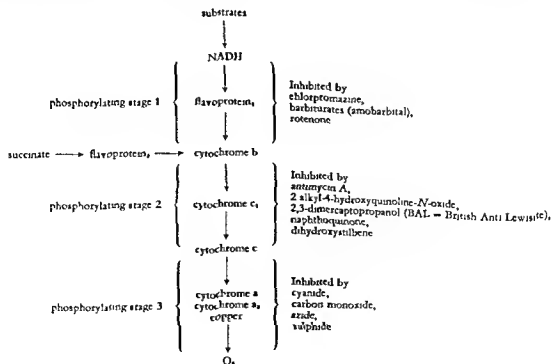 substrates
NADH
phosphorylating stage 1
flavoprotein₁
Inhibited by
chlorpromazine,
barbiturates (amobarbital),
rotenone
succinate → flavoprotein₂ → cytochrome b
phosphorylating stage 2
cytochrome c₁
Inhibited by
antimycin A,
2 alkyl-4-hydroxyquinoline-N-oxide,
2,3-dimercaptopropanol (BAL = British Anti Lewisite),
naphthoquinone,
dihydroxystilbene
cytochrome c
phosphorylating stage 3
cytochrome a
cytochrome a₃
copper
Inhibited by
cyanide,
carbon monoxide,
azide,
sulphide
O₂